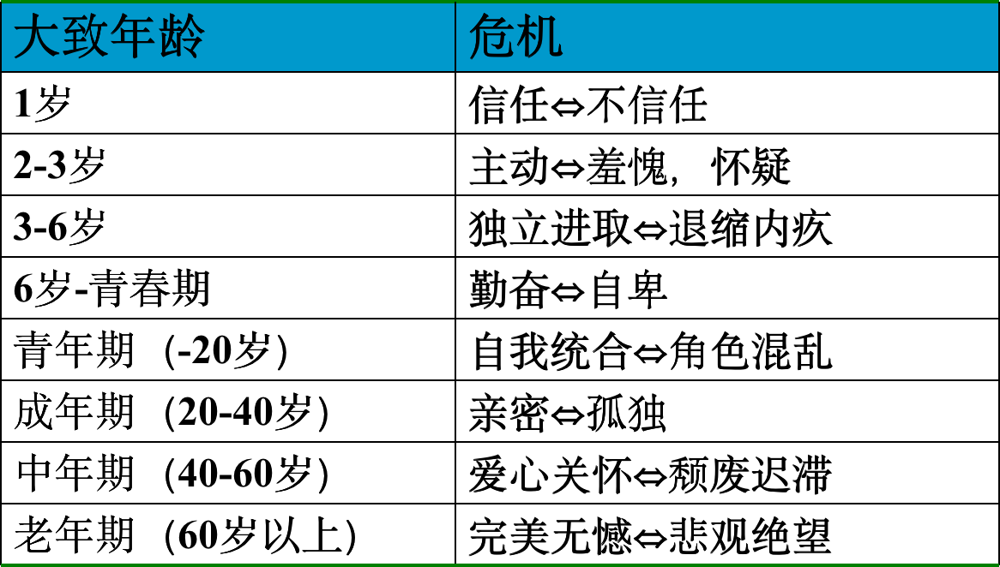 大致年龄 危机
1岁 信任⇔不信任
2-3岁 主动⇔羞愧，怀疑
3-6岁 独立进取⇔退缩内疚
6岁-青春期 勤奋⇔自卑
青年期（-20岁） 自我统合⇔角色混乱
成年期（20-40岁） 亲密⇔孤独
中年期（40-60岁） 爱心关怀⇔颓废迟滞
老年期（60岁以上） 完美无憾⇔悲观绝望